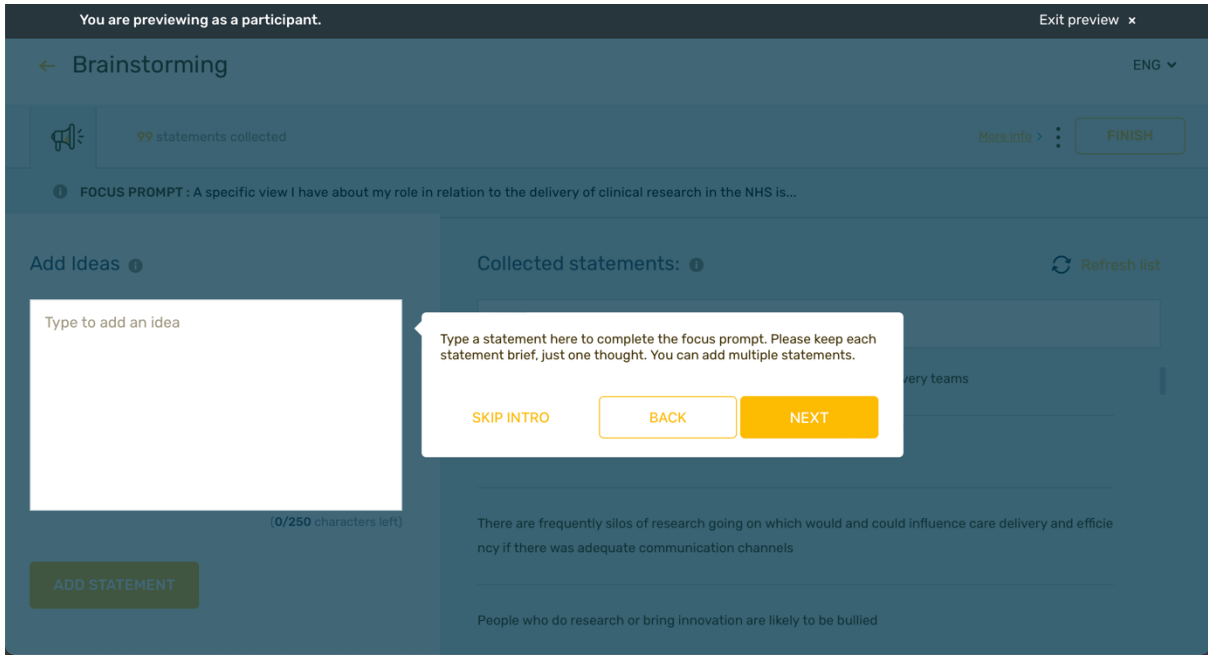 You are previewing as a participant.
Exit preview ×
← Brainstorming
ENG
99 statements collected
More info >
FINISH
FOCUS PROMPT : A specific view I have about my role in relation to the delivery of clinical research in the NHS is...
Add Ideas
Type to add an idea
(0/250 characters left)
ADD STATEMENT
Collected statements:
Refresh list
Type a statement here to complete the focus prompt. Please keep each
statement brief, just one thought. You can add multiple statements.
SKIP INTRO
BACK
NEXT
teams
There are frequently silos of research going on which would and could influence care delivery and efficie
ncy if there was adequate communication channels
People who do research or bring innovation are likely to be bullied